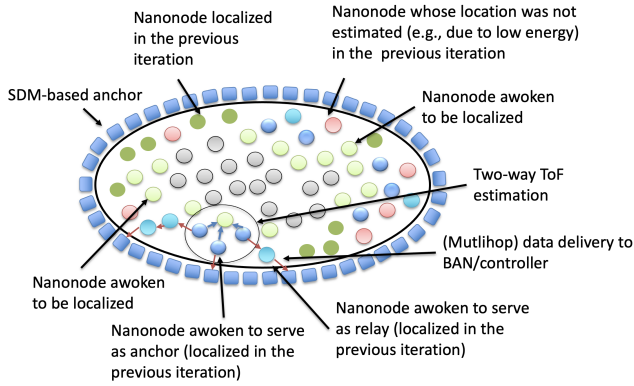 Nanonode localized
in the previous
iteration
Nanonode whose location was not
estimated (e.g., due to low energy)
in the  previous iteration
SDM-based anchor
Nanonode awoken
to be localized
Two-way ToF
estimation
(Mutlihop) data delivery to
BAN/controller
Nanonode awoken
to be localized
Nanonode awoken to serve
as anchor (localized in the
previous iteration)
Nanonode awoken to serve
as relay (localized in the
previous iteration)